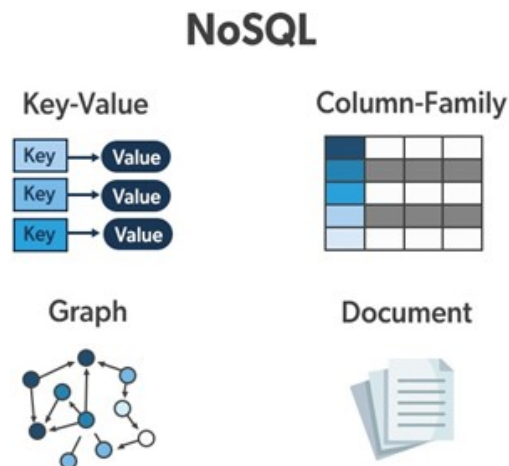 NoSQL
Key-Value
Key
Value
Key
Value
Key
Value
Column-Family
Graph
Document